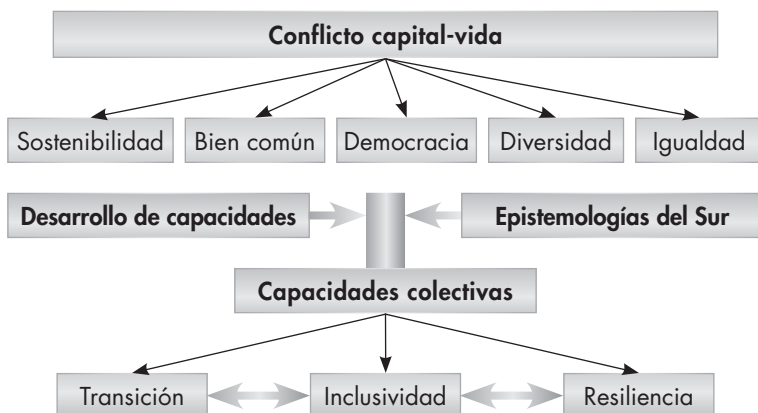 Conflicto capital-vida
Sostenibilidad
Bien común
Democracia
Diversidad
Igualdad
Desarrollo de capacidades
Epistemologías del Sur
Capacidades colectivas
Transición
Inclusividad
Resiliencia